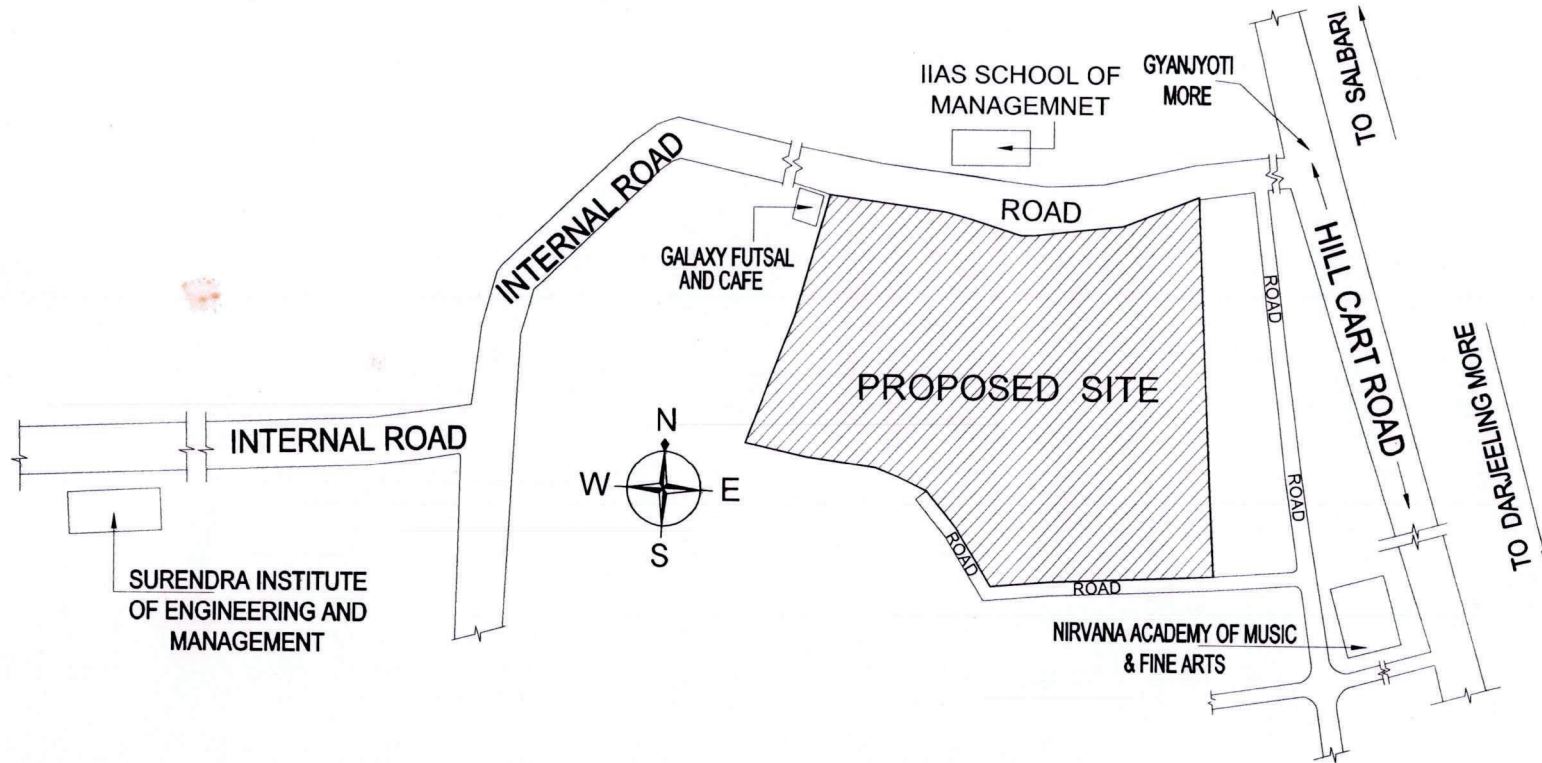 TO SALBARI
IIAS SCHOOL OF
MANAGEMNET
GYANJYOTI
MORE
INTERNAL ROAD
ROAD
GALAXY FUTSAL
AND CAFE
HILL CART ROAD
ROAD
PROPOSED SITE
TO DARJEELING MORE
INTERNAL ROAD
N
W
E
S
ROAD
ROAD
ROAD
SURENDRA INSTITUTE
OF ENGINEERING AND
MANAGEMENT
NIRVANA ACADEMY OF MUSIC
& FINE ARTS